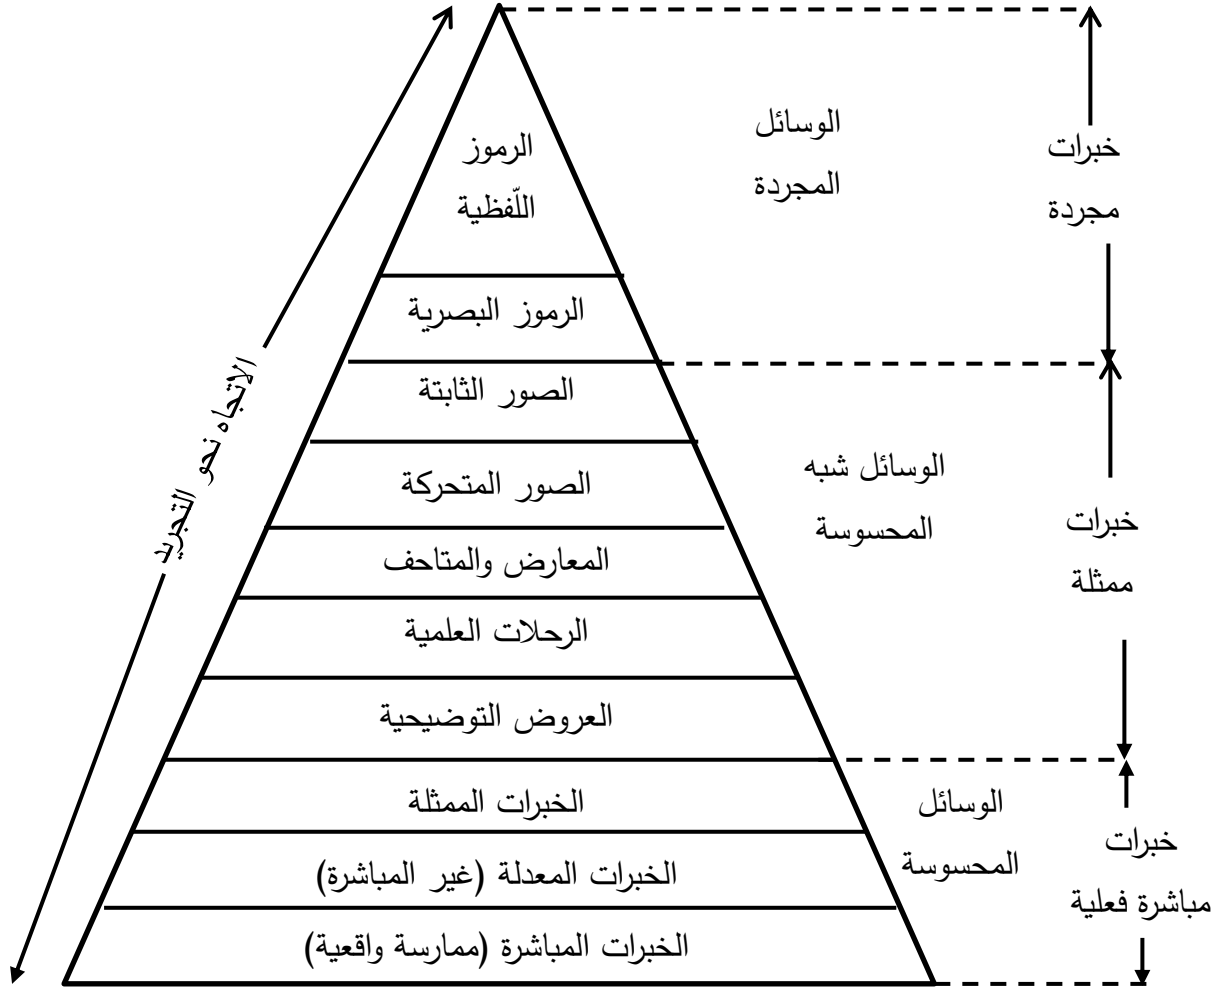 الوسائل
المجردة
خبرات
مجردة
الرموز
اللّفظية
الرموز البصرية
الصور الثابتة
الصور المتحركة
المعارض والمتاحف
الرحلات العلمية
العروض التوضيحية
الخبرات الممثلة
الخبرات المعدلة (غير المباشرة)
الخبرات المباشرة (ممارسة واقعية)
الوسائل شبه
المحسوسة
خبرات
ممثلة
الوسائل
المحسوسة
خبرات
مباشرة فعلية
الاتجاه نحو التجريد